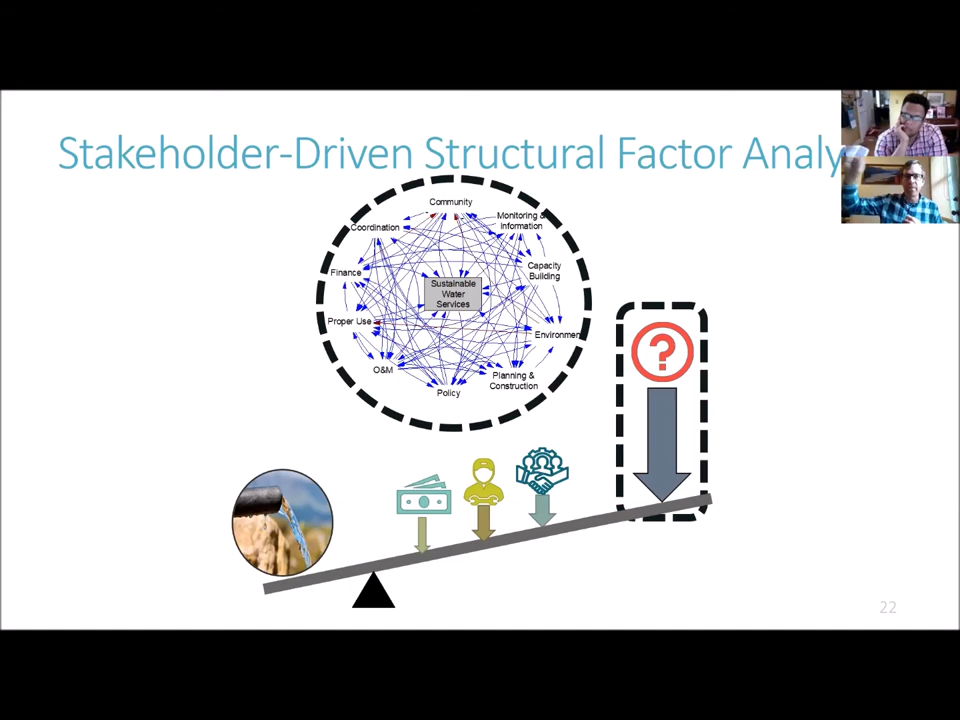 Stakeholder-Driven Structural Factor Analy
Community
Monitoring &
Information
Coordination
Capacity
Building
Finance
Sustainable
Water
Services
Proper Use
Environmen
O&M
Planning &
Construction
Policy
?
22